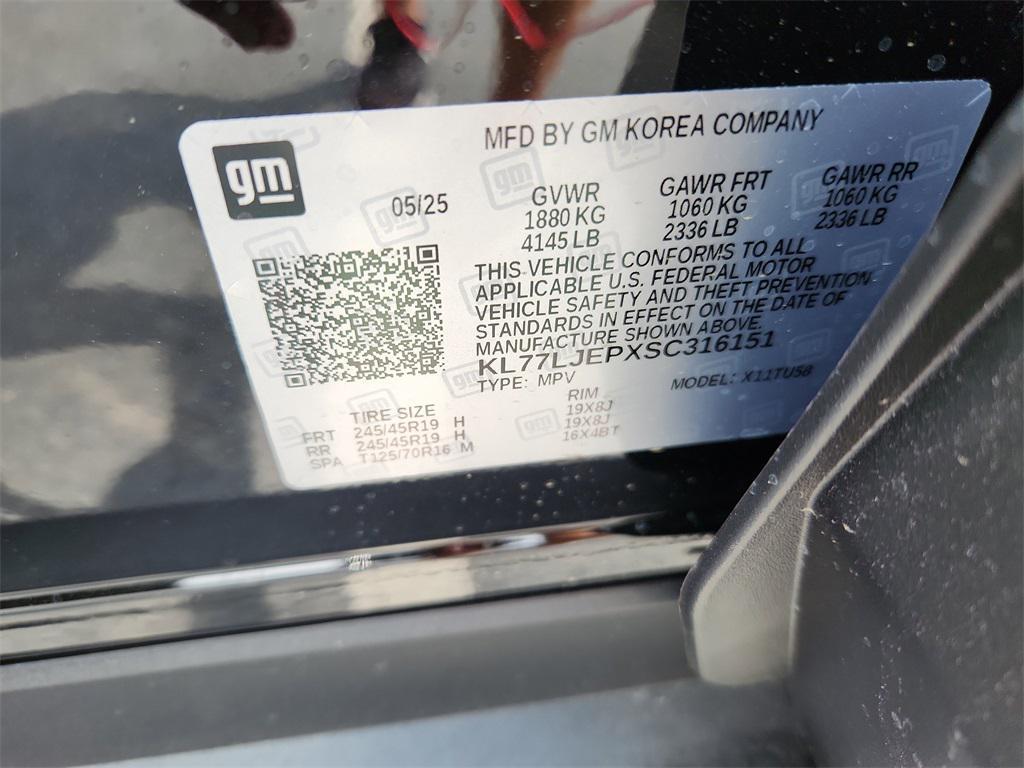 gm
MFD BY GM KOREA COMPANY
05/25
GVWR
1880 KG
4145 LB
GAWR FRT
1060 KG
2336 LB
GAWR RR
1060 KG
2336 LB
THIS VEHICLE CONFORMS TO ALL
APPLICABLE U.S. FEDERAL MOTOR
VEHICLE SAFETY AND THEFT PREVENTION
STANDARDS IN EFFECT ON THE DATE OF
MANUFACTURE SHOWN ABOVE.
KL77LJEPXSC316151
TYPE: MPV
MODEL: X11TU58
TIRE SIZE
RIM
FRT 245/45R19 H 19X8J
RR 245/45R19 H 19X8J
SPA T125/70R16 M 16X4BT